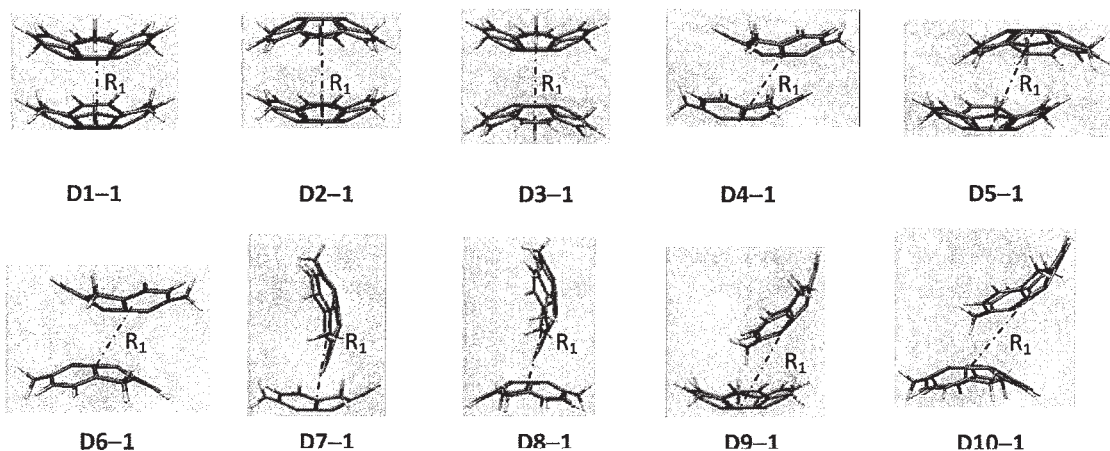 R1 R1 R1 R1 R1
D1–1 D2–1 D3–1 D4–1 D5–1
R1 R1 R1 R1 R1
D6–1 D7–1 D8–1 D9–1 D10–1